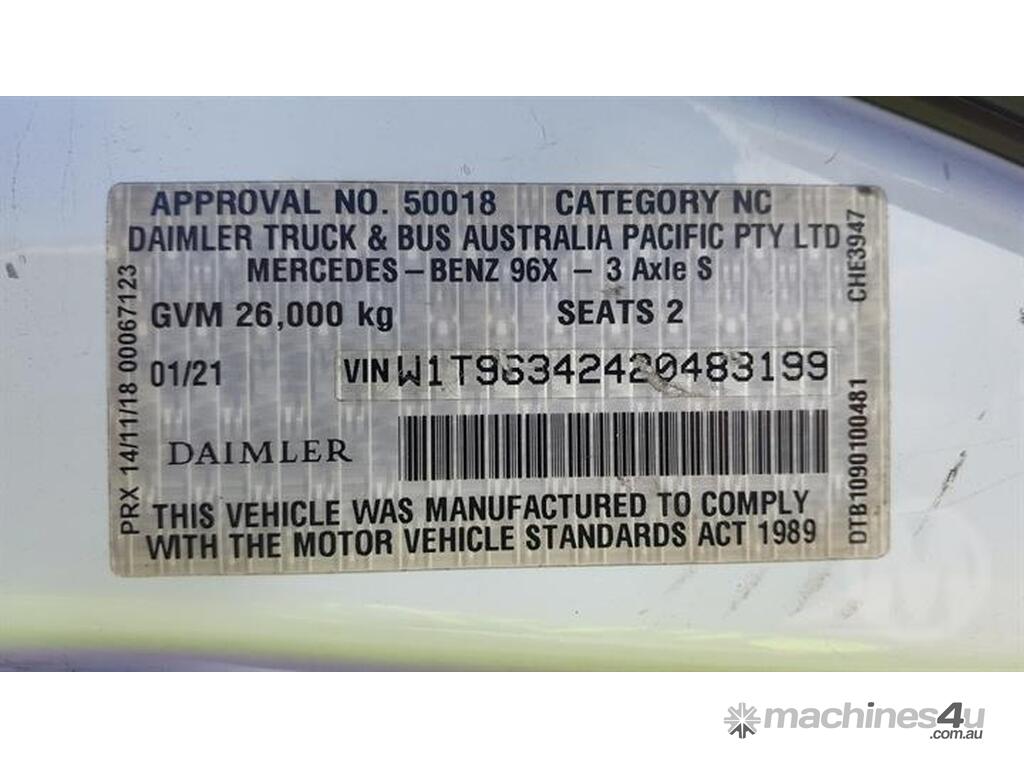 APPROVAL NO. 50018 CATEGORY NC
DAIMLER TRUCK & BUS AUSTRALIA PACIFIC PTY LTD
MERCEDES-BENZ 96X - 3 Axle S
GVM 26,000 kg SEATS 2
01/21 VIN W1T96342420483199
DAIMLER
THIS VEHICLE WAS MANUFACTURED TO COMPLY
WITH THE MOTOR VEHICLE STANDARDS ACT 1989
PRX 14/11/18 00067123
DTB10901100481 CHE3947
machines4u
.com.au